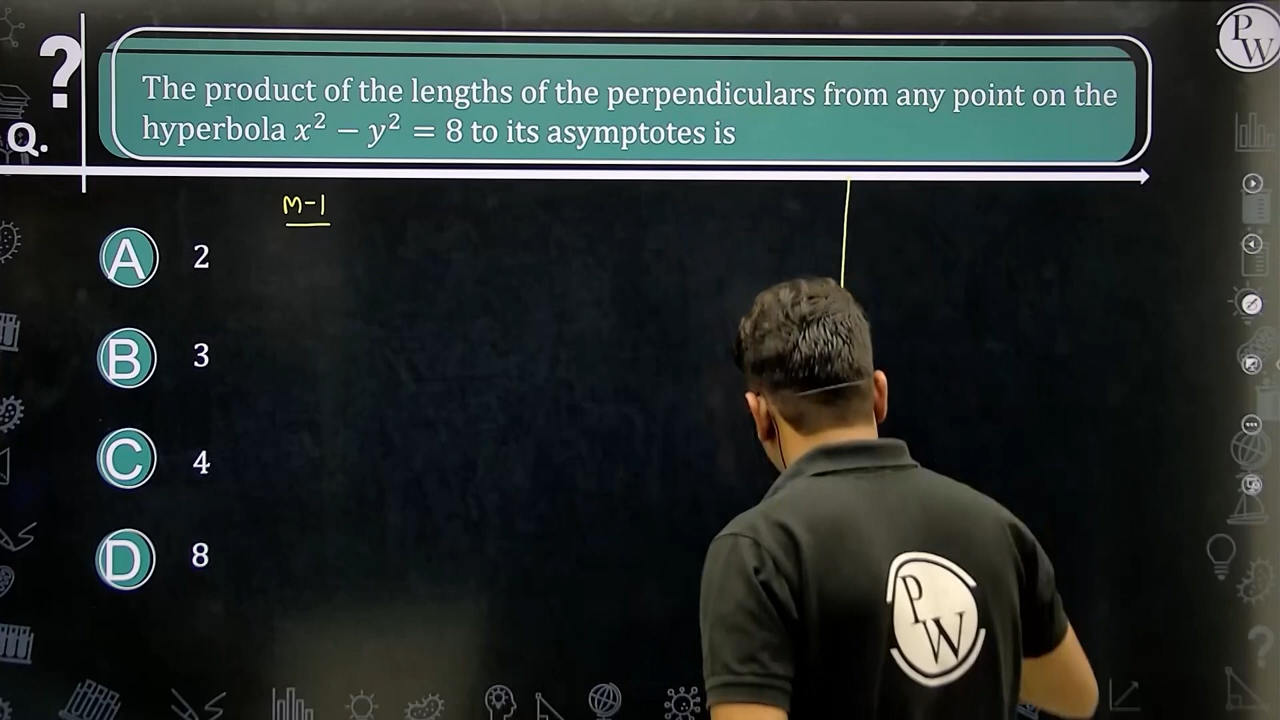 ?
Q.
The product of the lengths of the perpendiculars from any point on the
hyperbola x² − y² = 8 to its asymptotes is
PW
M-1
A 2
B 3
C 4
D 8
PW
?